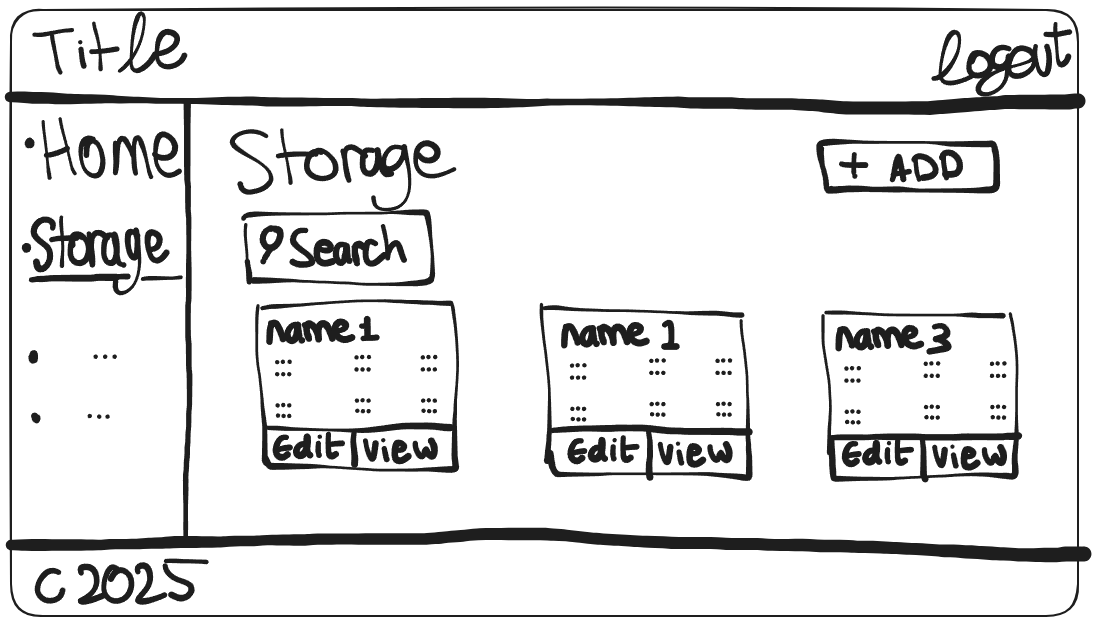 Title
logout
• Home
• Storage
• ...
• ...
Storage
+ ADD
Search
name 1
name 1
name 3
Edit View
Edit View
Edit View
C 2025